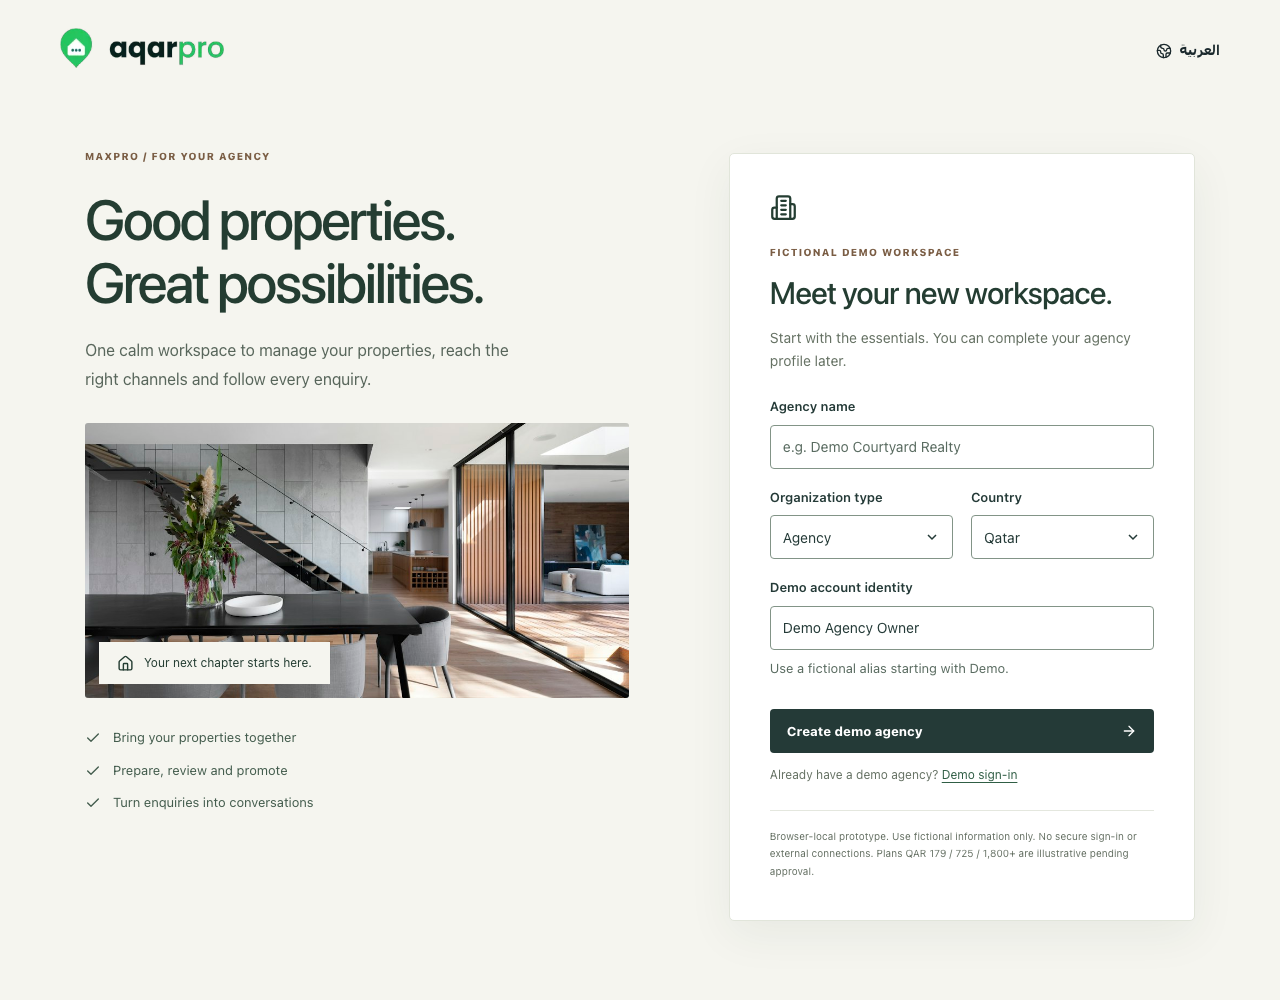 aqarpro
العربية
MAXPRO / FOR YOUR AGENCY
Good properties.
Great possibilities.
One calm workspace to manage your properties, reach the
right channels and follow every enquiry.
Your next chapter starts here.
Bring your properties together
Prepare, review and promote
Turn enquiries into conversations
FICTIONAL DEMO WORKSPACE
Meet your new workspace.
Start with the essentials. You can complete your agency
profile later.
Agency name
e.g. Demo Courtyard Realty
Organization type
Country
Agency
Qatar
Demo account identity
Demo Agency Owner
Use a fictional alias starting with Demo.
Create demo agency
Already have a demo agency? Demo sign-in
Browser-local prototype. Use fictional information only. No secure sign-in or
external connections. Plans QAR 179 / 725 / 1,800+ are illustrative pending
approval.